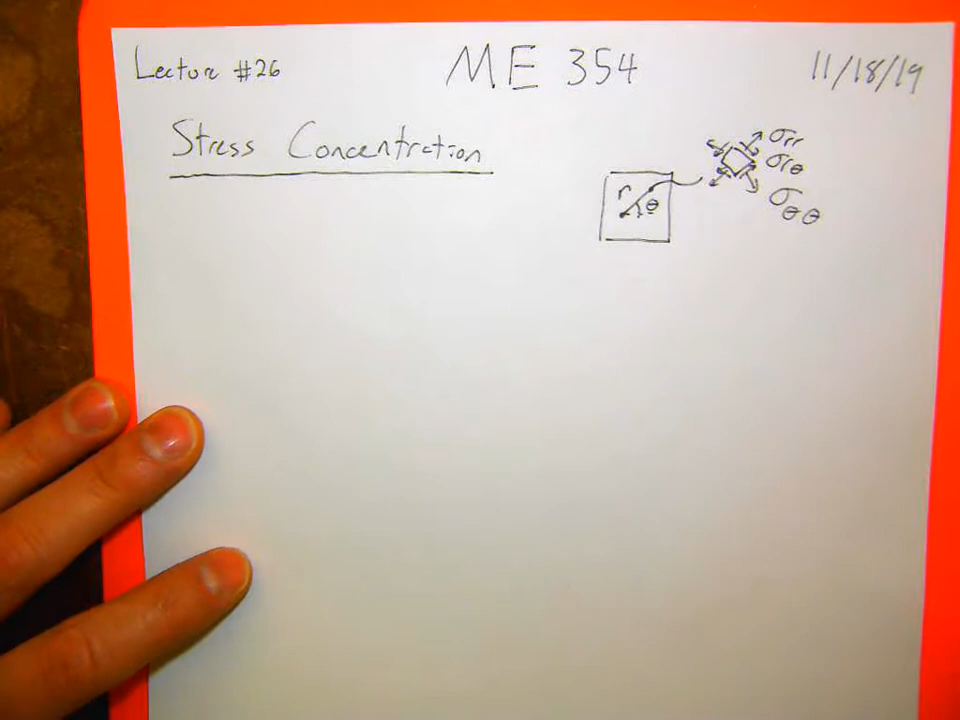 Lecture #26 ME 354 11/18/19
Stress Concentration
σrr
σrθ
σθθ
r θ